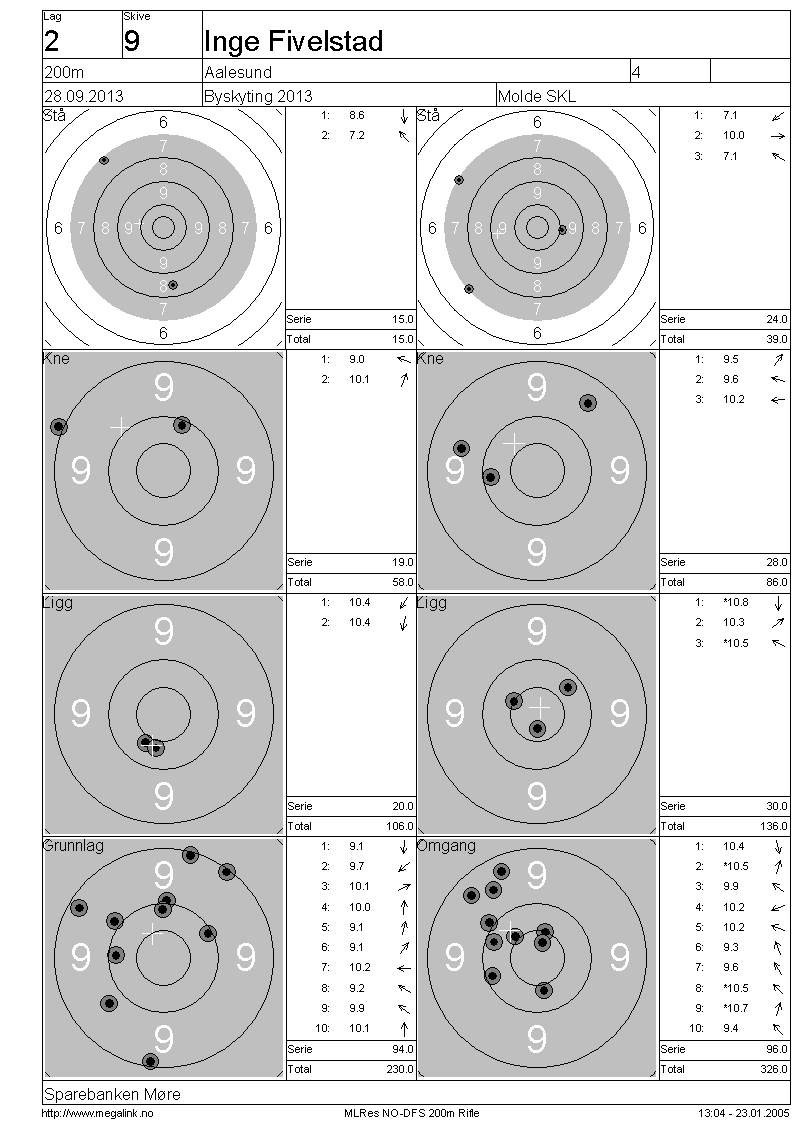 Lag Skive
2 9 Inge Fivelstad
200m Aalesund 4
28.09.2013 Byskyting 2013 Molde SKL
Stå
6
7
8
9
6 7 8 9 9 8 7 6
9
8
7
6
1: 8.6
2: 7.2
Serie 15.0
Total 15.0
Stå
6
7
8
9
6 7 8 9 9 8 7 6
9
8
7
6
1: 7.1
2: 10.0
3: 7.1
Serie 24.0
Total 39.0
Kne
9
9 9
9
1: 9.0
2: 10.1
Serie 19.0
Total 58.0
Kne
9
9 9
9
1: 9.5
2: 9.6
3: 10.2
Serie 28.0
Total 86.0
Ligg
9
9 9
9
1: 10.4
2: 10.4
Serie 20.0
Total 106.0
Ligg
9
9 9
9
1: *10.8
2: 10.3
3: *10.5
Serie 30.0
Total 136.0
Grunnlag
9
9 9
9
1: 9.1
2: 9.7
3: 10.1
4: 10.0
5: 9.1
6: 9.1
7: 10.2
8: 9.2
9: 9.9
10: 10.1
Serie 94.0
Total 230.0
Omgang
9
9 9
9
1: 10.4
2: *10.5
3: 9.9
4: 10.2
5: 10.2
6: 9.3
7: 9.6
8: *10.5
9: *10.7
10: 9.4
Serie 96.0
Total 326.0
Sparebanken Møre
http://www.megalink.no MLRes NO-DFS 200m Rifle 13:04 - 23.01.2005